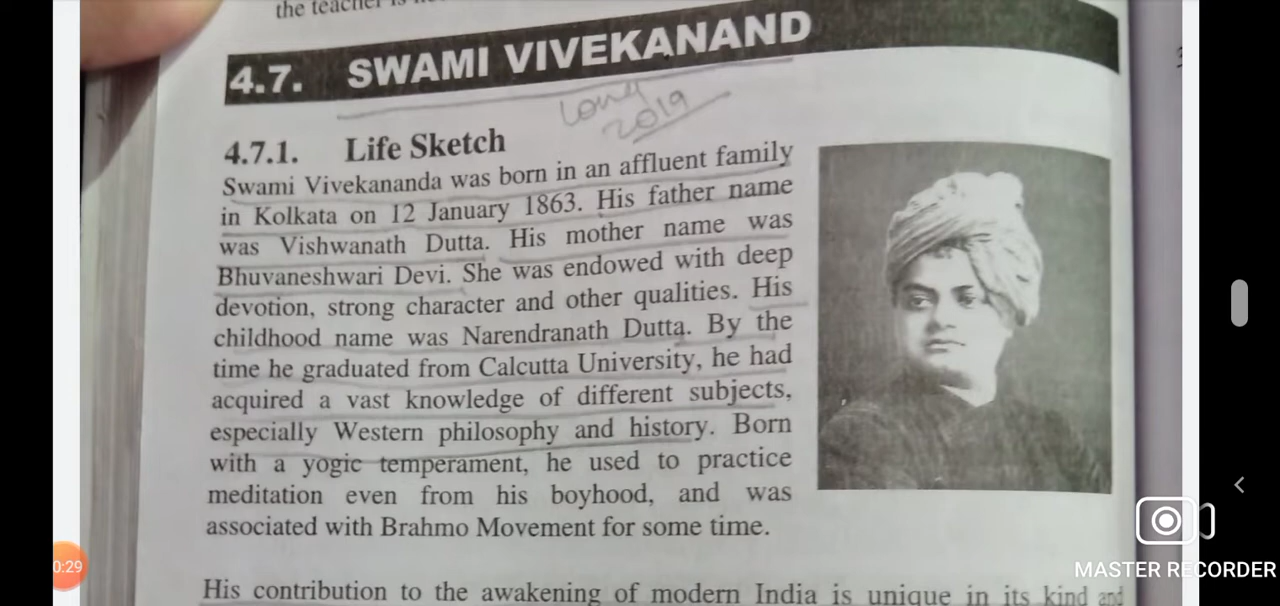 the teacher is
4.7. SWAMI VIVEKANAND
Long
2019
4.7.1. Life Sketch
Swami Vivekananda was born in an affluent family
in Kolkata on 12 January 1863. His father name
was Vishwanath Dutta. His mother name was
Bhuvaneshwari Devi. She was endowed with deep
devotion, strong character and other qualities. His
childhood name was Narendranath Dutta. By the
time he graduated from Calcutta University, he had
acquired a vast knowledge of different subjects,
especially Western philosophy and history. Born
with a yogic temperament, he used to practice
meditation even from his boyhood, and was
associated with Brahmo Movement for some time.
His contribution to the awakening of modern India is unique in its kind and
0:29
MASTER RECORDER